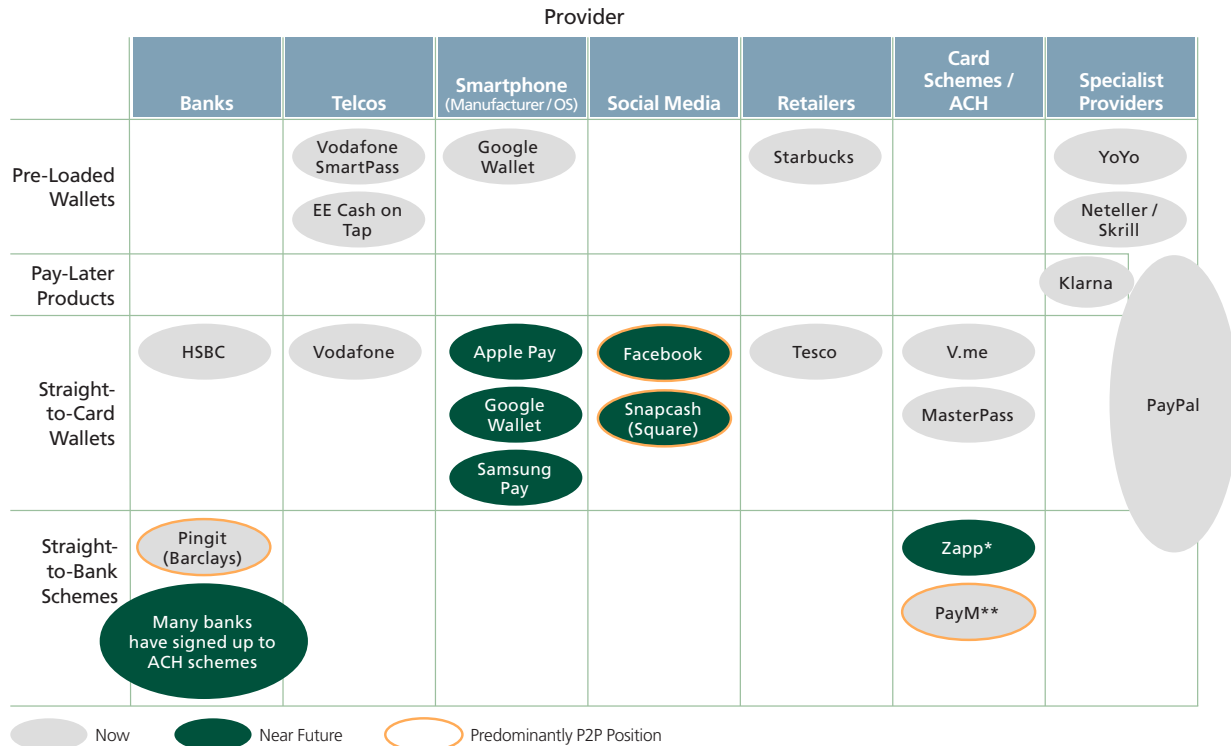 Provider
Banks
Telcos
Smartphone
(Manufacturer/OS)
Social Media
Retailers
Card
Schemes /
ACH
Specialist
Providers
Pre-Loaded
Wallets
Vodafone
SmartPass
EE Cash on
Tap
Google
Wallet
Starbucks
YoYo
Neteller /
Skrill
Pay-Later
Products
Klarna
PayPal
Straight-
to-Card
Wallets
HSBC
Vodafone
Apple Pay
Google
Wallet
Samsung
Pay
Facebook
Snapcash
(Square)
Tesco
V.me
MasterPass
Straight-
to-Bank
Schemes
Pingit
(Barclays)
Many banks
have signed up to
ACH schemes
Zapp*
PayM**
Now
Near Future
Predominantly P2P Position